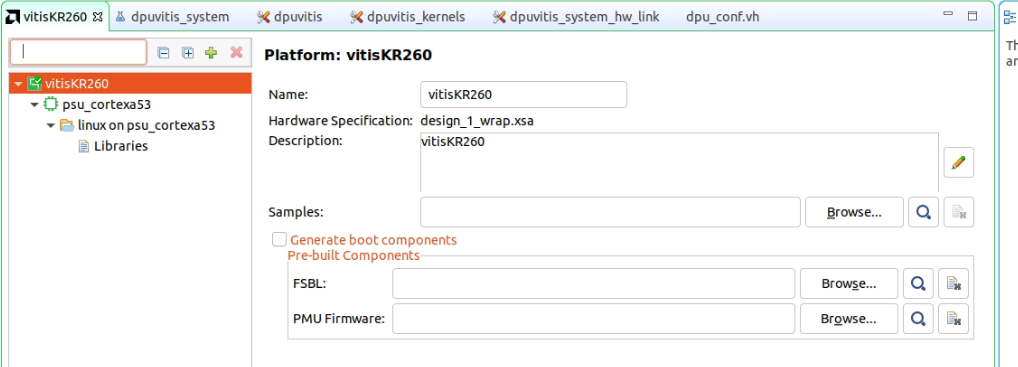 vitisKR260 dpuvitis_system dpuvitis dpuvitis_kernels dpuvitis_system_hw_link dpu_conf.vh
Th
ar
vitisKR260
psu_cortexa53
linux on psu_cortexa53
Libraries
Platform: vitisKR260
Name: vitisKR260
Hardware Specification: design_1_wrap.xsa
Description: vitisKR260
Samples: Browse...
Generate boot components
Pre-built Components
FSBL: Browse...
PMU Firmware: Browse...